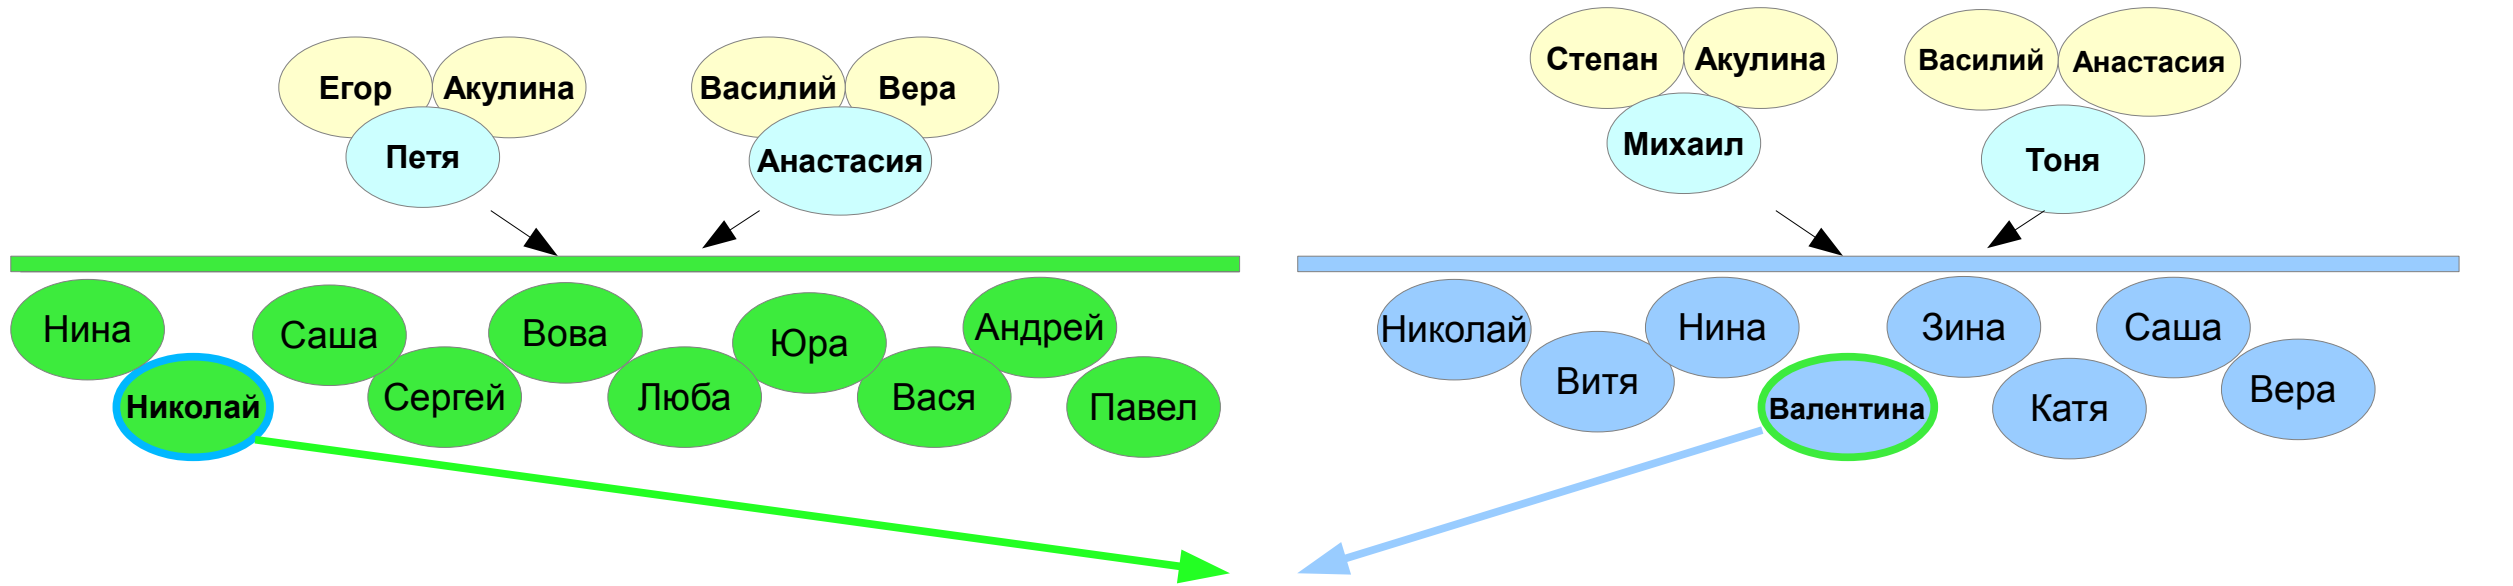 Егор
Акулина
Василий
Вера
Петя
Анастасия
Степан
Акулина
Василий
Анастасия
Михаил
Тоня
Нина
Саша
Вова
Юра
Андрей
Николай
Сергей
Люба
Вася
Павел
Николай
Нина
Зина
Саша
Витя
Валентина
Катя
Вера